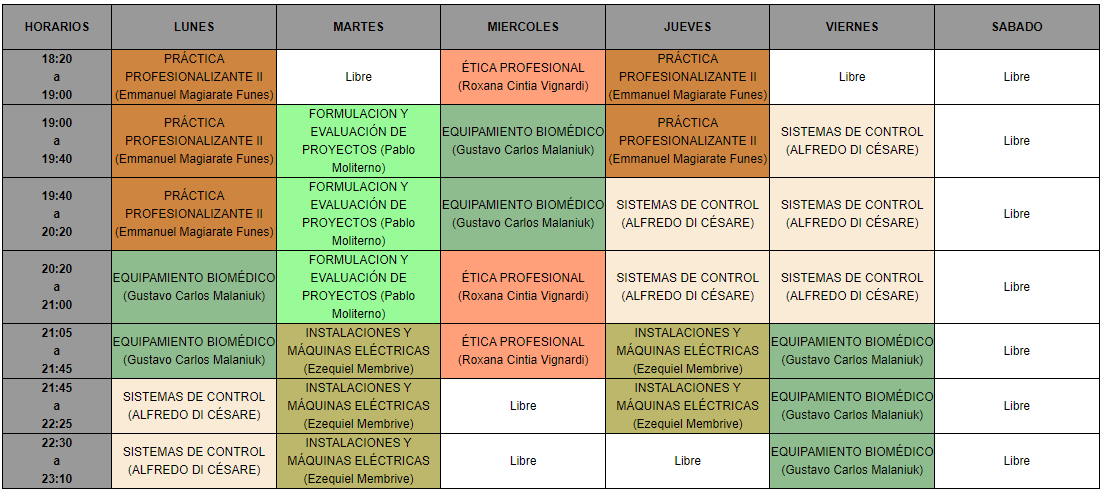 HORARIOS LUNES MARTES MIERCOLES JUEVES VIERNES SABADO
18:20
a
19:00
PRÁCTICA
PROFESIONALIZANTE II
(Emmanuel Magiarate Funes)
Libre
ÉTICA PROFESIONAL
(Roxana Cintia Vignardi)
PRÁCTICA
PROFESIONALIZANTE II
(Emmanuel Magiarate Funes)
Libre
Libre
19:00
a
19:40
PRÁCTICA
PROFESIONALIZANTE II
(Emmanuel Magiarate Funes)
FORMULACION Y
EVALUACIÓN DE
PROYECTOS (Pablo
Moliterno)
EQUIPAMIENTO BIOMÉDICO
(Gustavo Carlos Malaniuk)
PRÁCTICA
PROFESIONALIZANTE II
(Emmanuel Magiarate Funes)
SISTEMAS DE CONTROL
(ALFREDO DI CÉSARE)
Libre
19:40
a
20:20
PRÁCTICA
PROFESIONALIZANTE II
(Emmanuel Magiarate Funes)
FORMULACION Y
EVALUACIÓN DE
PROYECTOS (Pablo
Moliterno)
EQUIPAMIENTO BIOMÉDICO
(Gustavo Carlos Malaniuk)
SISTEMAS DE CONTROL
(ALFREDO DI CÉSARE)
SISTEMAS DE CONTROL
(ALFREDO DI CÉSARE)
Libre
20:20
a
21:00
EQUIPAMIENTO BIOMÉDICO
(Gustavo Carlos Malaniuk)
FORMULACION Y
EVALUACIÓN DE
PROYECTOS (Pablo
Moliterno)
ÉTICA PROFESIONAL
(Roxana Cintia Vignardi)
SISTEMAS DE CONTROL
(ALFREDO DI CÉSARE)
SISTEMAS DE CONTROL
(ALFREDO DI CÉSARE)
Libre
21:05
a
21:45
EQUIPAMIENTO BIOMÉDICO
(Gustavo Carlos Malaniuk)
INSTALACIONES Y
MÁQUINAS ELÉCTRICAS
(Ezequiel Membrive)
ÉTICA PROFESIONAL
(Roxana Cintia Vignardi)
INSTALACIONES Y
MÁQUINAS ELÉCTRICAS
(Ezequiel Membrive)
EQUIPAMIENTO BIOMÉDICO
(Gustavo Carlos Malaniuk)
Libre
21:45
a
22:25
SISTEMAS DE CONTROL
(ALFREDO DI CÉSARE)
INSTALACIONES Y
MÁQUINAS ELÉCTRICAS
(Ezequiel Membrive)
Libre
INSTALACIONES Y
MÁQUINAS ELÉCTRICAS
(Ezequiel Membrive)
EQUIPAMIENTO BIOMÉDICO
(Gustavo Carlos Malaniuk)
Libre
22:30
a
23:10
SISTEMAS DE CONTROL
(ALFREDO DI CÉSARE)
INSTALACIONES Y
MÁQUINAS ELÉCTRICAS
(Ezequiel Membrive)
Libre
Libre
EQUIPAMIENTO BIOMÉDICO
(Gustavo Carlos Malaniuk)
Libre